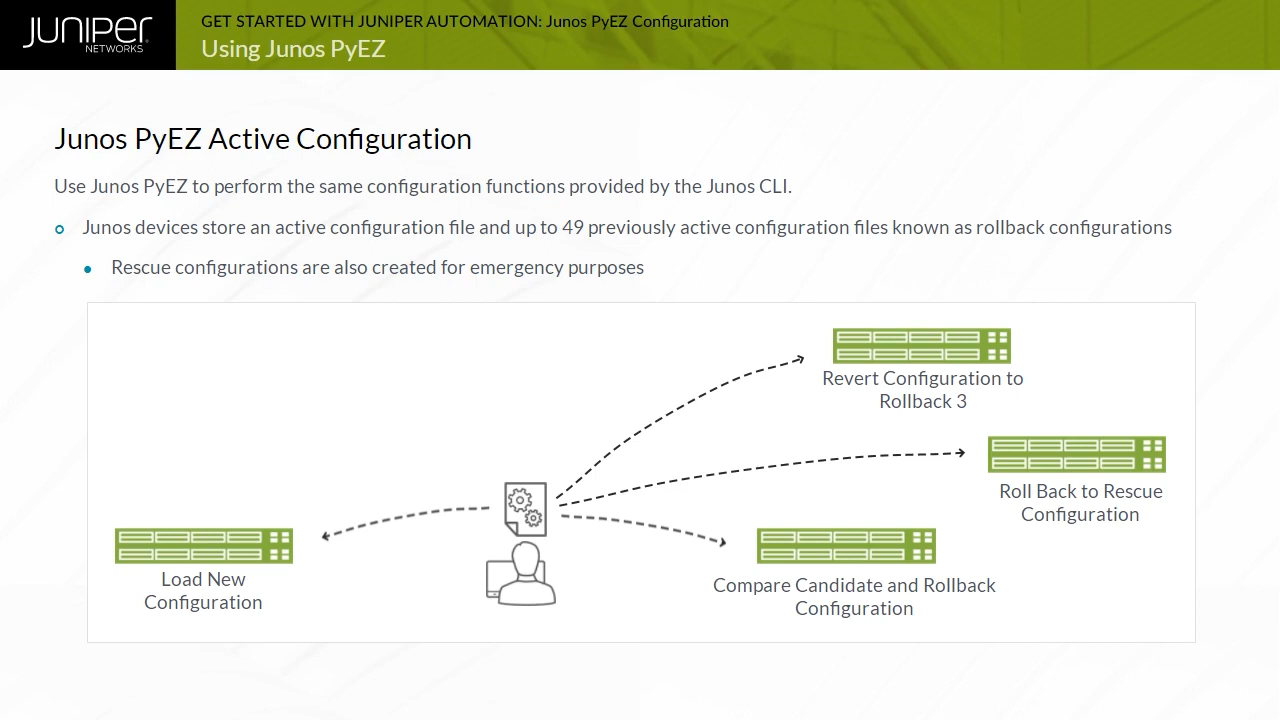 JUNIPER
NETWORKS
GET STARTED WITH JUNIPER AUTOMATION: Junos PyEZ Configuration
Using Junos PyEZ
Junos PyEZ Active Configuration
Use Junos PyEZ to perform the same configuration functions provided by the Junos CLI.
Junos devices store an active configuration file and up to 49 previously active configuration files known as rollback configurations
Rescue configurations are also created for emergency purposes
Revert Configuration to
Rollback 3
Roll Back to Rescue
Configuration
Load New
Configuration
Compare Candidate and Rollback
Configuration